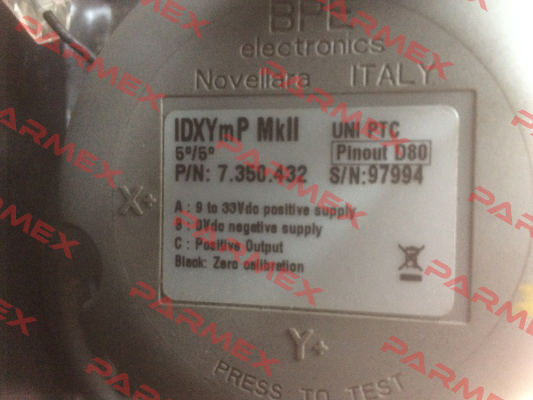 BPE
electronics
Novellara ITALY
IDXYmP MkII UNI PTC
5°/5° Pinout D80
P/N: 7.350.432 S/N:97994
A : 9 to 33Vdc positive supply
B : 0Vdc negative supply
C : Positive Output
Black: Zero calibration
X+
Y+
PRESS TO TEST
PARMEX
PARMEX
PARMEX
PARMEX
PARMEX
PARMEX
PARMEX
PARMEX
PARMEX